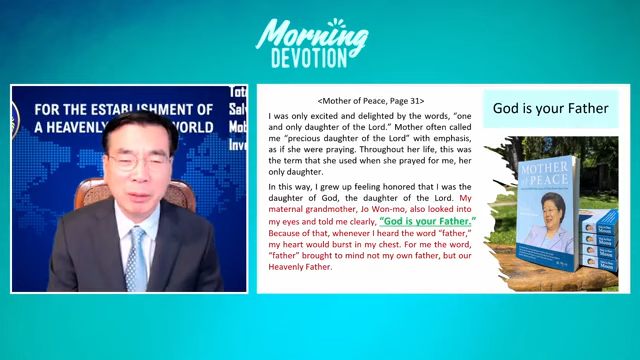 Morning
DEVOTION
Tota
Salv
FOR THE ESTABLISHMENT OF
A HEAVENLY
WORLD
Mob
Inve
<Mother of Peace, Page 31>
I was only excited and delighted by the words, “one
and only daughter of the Lord.” Mother often called
me “precious daughter of the Lord” with emphasis,
as if she were praying. Throughout her life, this was
the term that she used when she prayed for me, her
only daughter.
In this way, I grew up feeling honored that I was the
daughter of God, the daughter of the Lord. My
maternal grandmother, Jo Won-mo, also looked into
my eyes and told me clearly, “God is your Father.”
Because of that, whenever I heard the word “father,”
my heart would burst in my chest. For me the word,
“father” brought to mind not my own father, but our
Heavenly Father.
God is your Father
MOTHER
OF PEACE